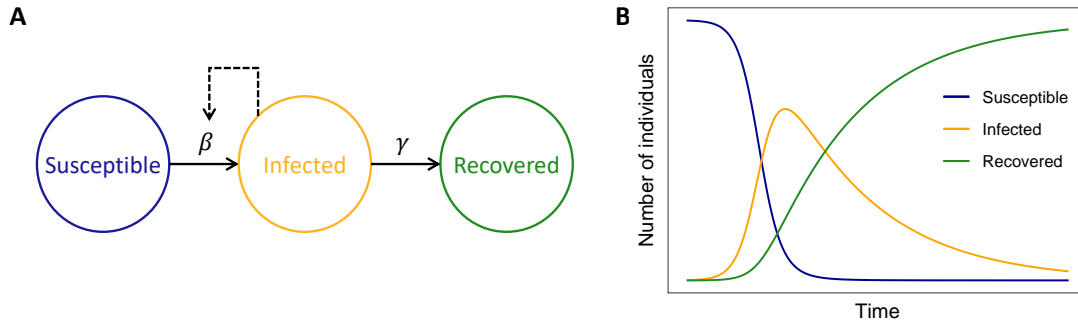 A
Susceptible
β
Infected
γ
Recovered
B
Number of individuals
Susceptible
Infected
Recovered
Time